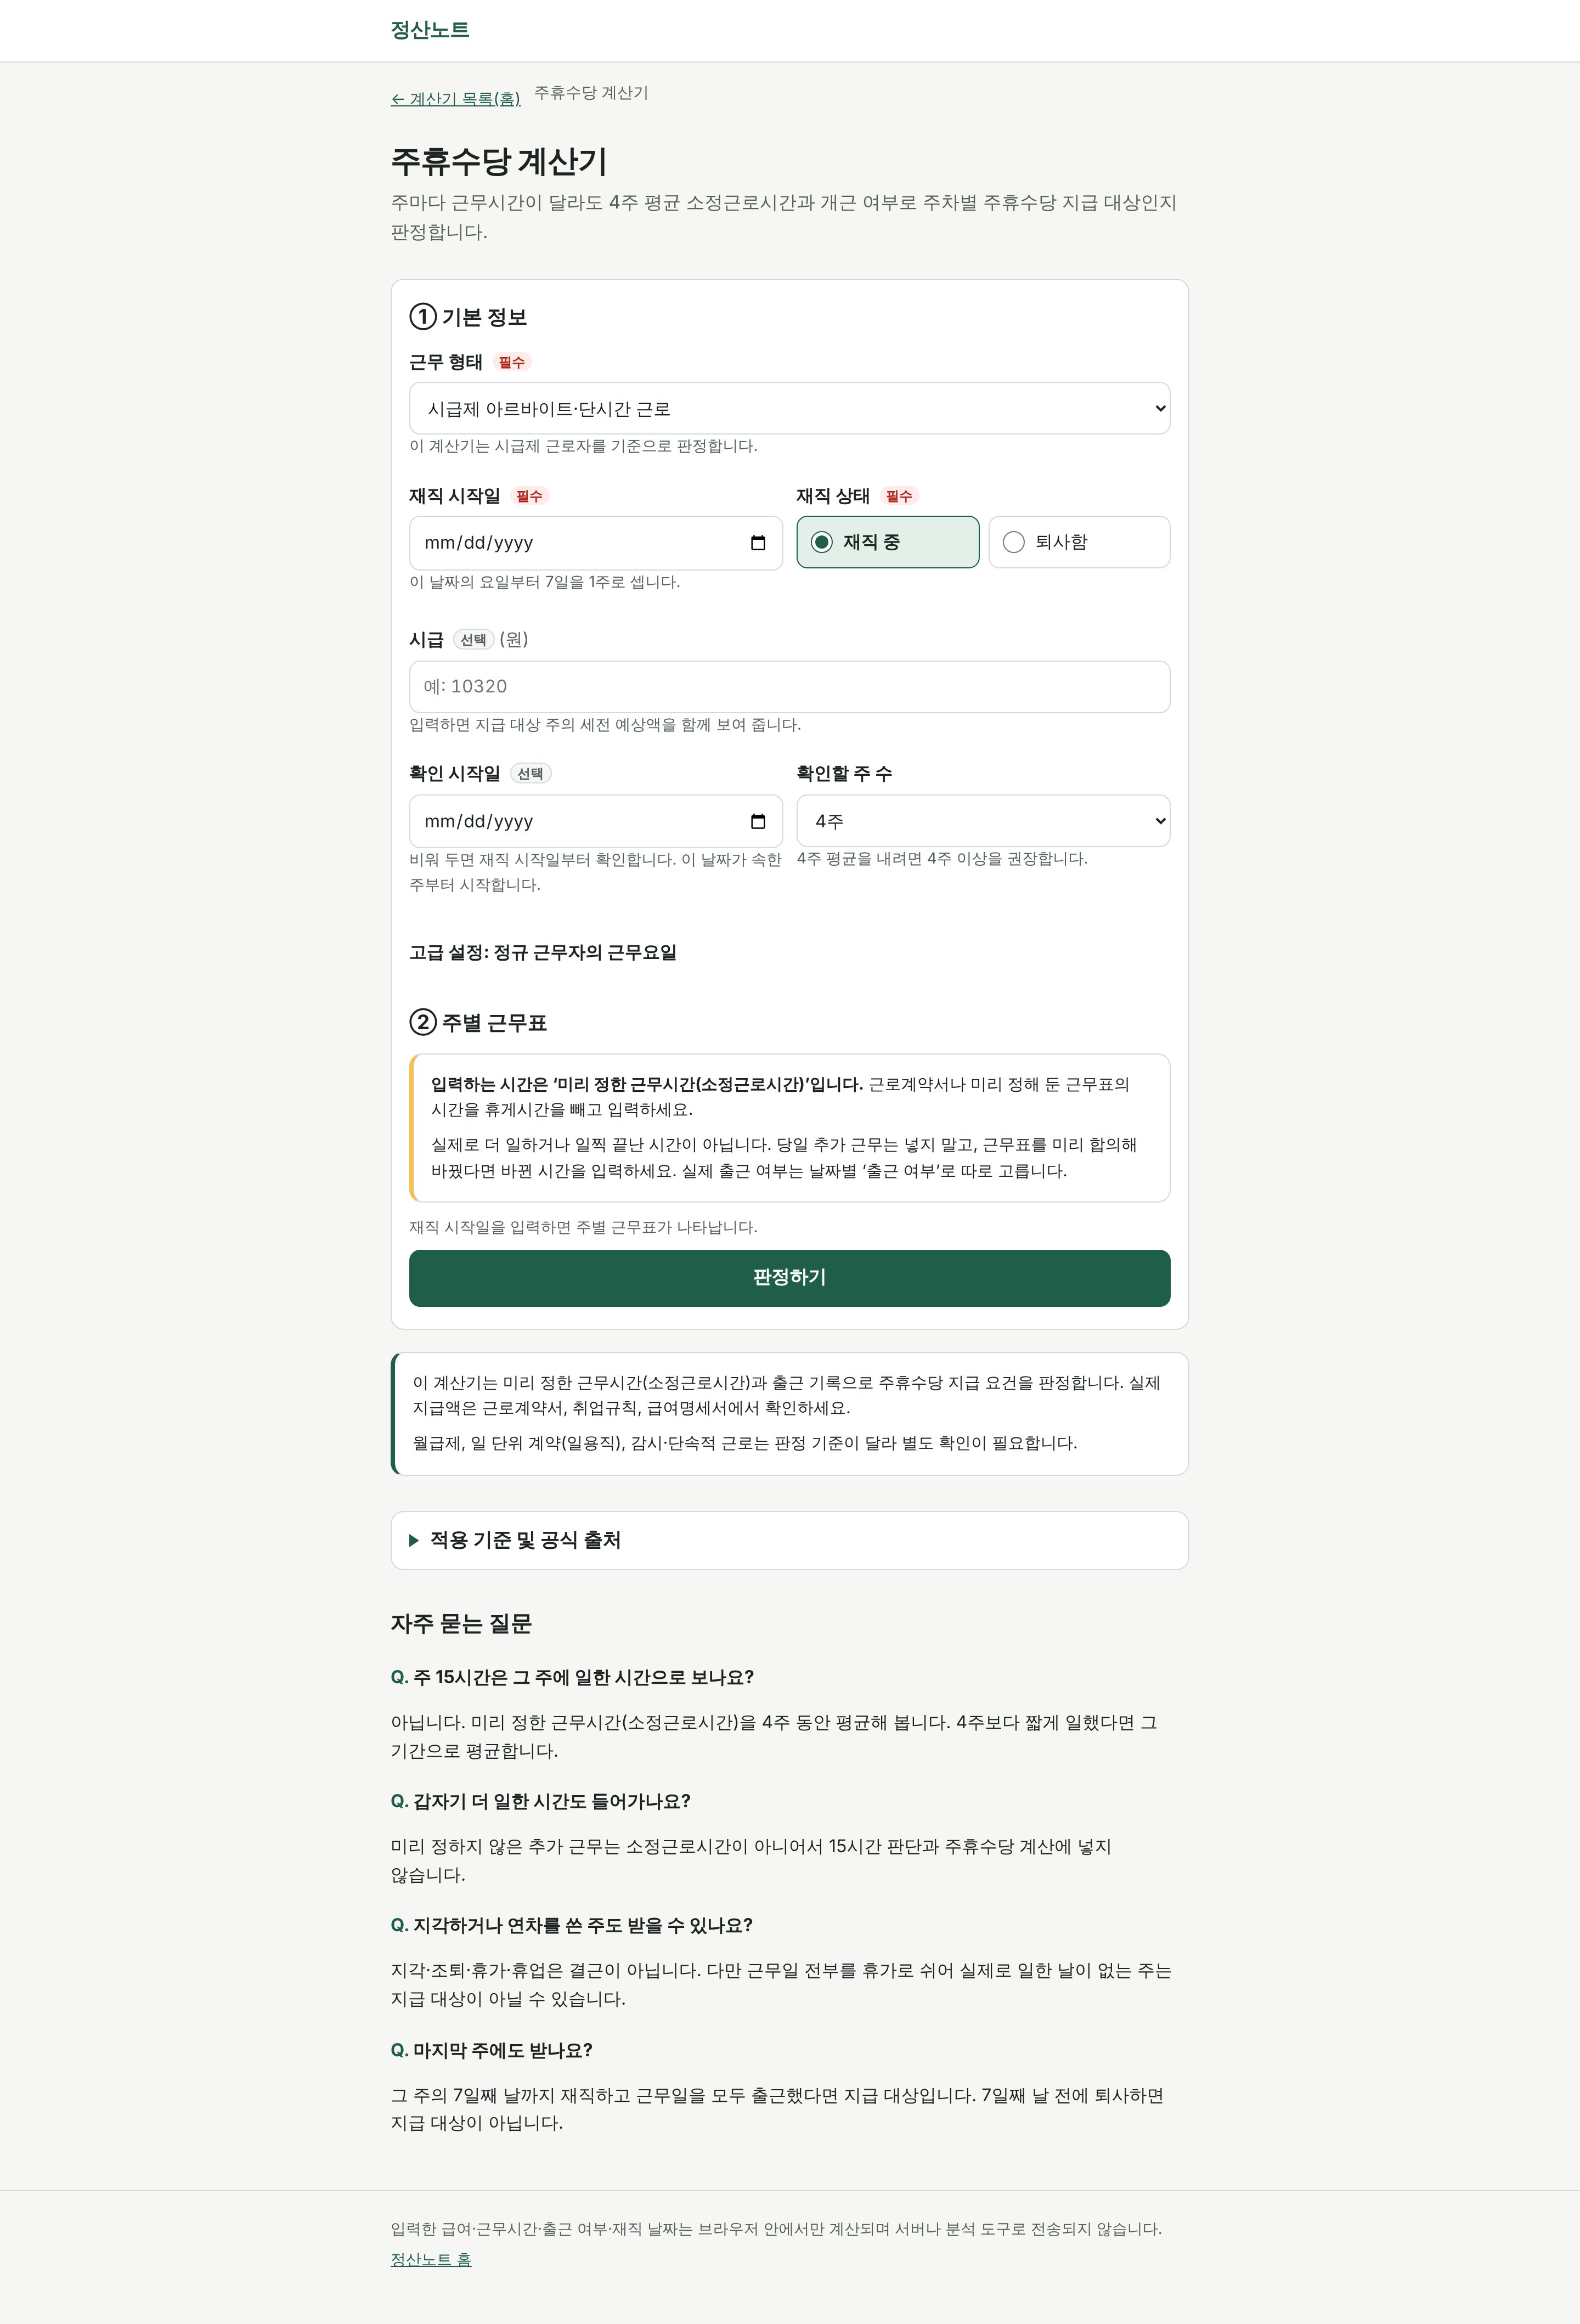 정산노트
← 계산기 목록(홈) 주휴수당 계산기
주휴수당 계산기
주마다 근무시간이 달라도 4주 평균 소정근로시간과 개근 여부로 주차별 주휴수당 지급 대상인지
판정합니다.
① 기본 정보
근무 형태 필수
시급제 아르바이트·단시간 근로
이 계산기는 시급제 근로자를 기준으로 판정합니다.
재직 시작일 필수
mm/dd/yyyy
이 날짜의 요일부터 7일을 1주로 셉니다.
재직 상태 필수
재직 중 퇴사함
시급 선택 (원)
예: 10320
입력하면 지급 대상 주의 세전 예상액을 함께 보여 줍니다.
확인 시작일 선택
mm/dd/yyyy
비워 두면 재직 시작일부터 확인합니다. 이 날짜가 속한
주부터 시작합니다.
확인할 주 수
4주
4주 평균을 내려면 4주 이상을 권장합니다.
고급 설정: 정규 근무자의 근무요일
② 주별 근무표
입력하는 시간은 ‘미리 정한 근무시간(소정근로시간)’입니다. 근로계약서나 미리 정해 둔 근무표의
시간을 휴게시간을 빼고 입력하세요.
실제로 더 일하거나 일찍 끝난 시간이 아닙니다. 당일 추가 근무는 넣지 말고, 근무표를 미리 합의해
바꿨다면 바뀐 시간을 입력하세요. 실제 출근 여부는 날짜별 ‘출근 여부’로 따로 고릅니다.
재직 시작일을 입력하면 주별 근무표가 나타납니다.
판정하기
이 계산기는 미리 정한 근무시간(소정근로시간)과 출근 기록으로 주휴수당 지급 요건을 판정합니다. 실제
지급액은 근로계약서, 취업규칙, 급여명세서에서 확인하세요.
월급제, 일 단위 계약(일용직), 감시·단속적 근로는 판정 기준이 달라 별도 확인이 필요합니다.
▶ 적용 기준 및 공식 출처
자주 묻는 질문
Q. 주 15시간은 그 주에 일한 시간으로 보나요?
아닙니다. 미리 정한 근무시간(소정근로시간)을 4주 동안 평균해 봅니다. 4주보다 짧게 일했다면 그
기간으로 평균합니다.
Q. 갑자기 더 일한 시간도 들어가나요?
미리 정하지 않은 추가 근무는 소정근로시간이 아니어서 15시간 판단과 주휴수당 계산에 넣지
않습니다.
Q. 지각하거나 연차를 쓴 주도 받을 수 있나요?
지각·조퇴·휴가·휴업은 결근이 아닙니다. 다만 근무일 전부를 휴가로 쉬어 실제로 일한 날이 없는 주는
지급 대상이 아닐 수 있습니다.
Q. 마지막 주에도 받나요?
그 주의 7일째 날까지 재직하고 근무일을 모두 출근했다면 지급 대상입니다. 7일째 날 전에 퇴사하면
지급 대상이 아닙니다.
입력한 급여·근무시간·출근 여부·재직 날짜는 브라우저 안에서만 계산되며 서버나 분석 도구로 전송되지 않습니다.
정산노트 홈